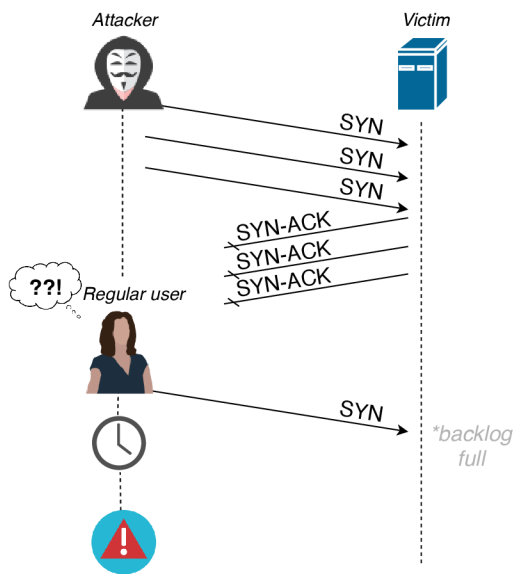 Attacker
Victim
SYN
SYN
SYN
SYN-ACK
SYN-ACK
SYN-ACK
??!
Regular user
SYN
*backlog
full